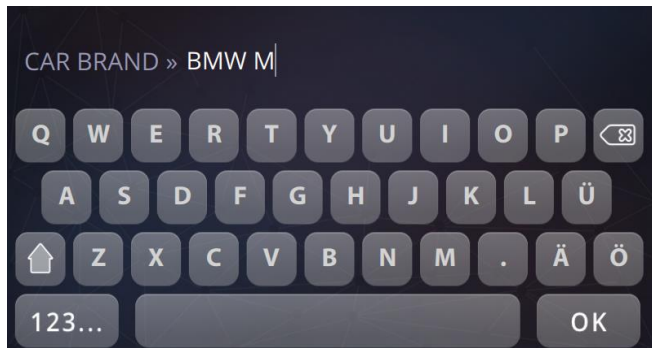 CAR BRAND » BMW M
Q W E R T Y U I O P
A S D F G H J K L Ü
Z X C V B N M . Ä Ö
123... OK